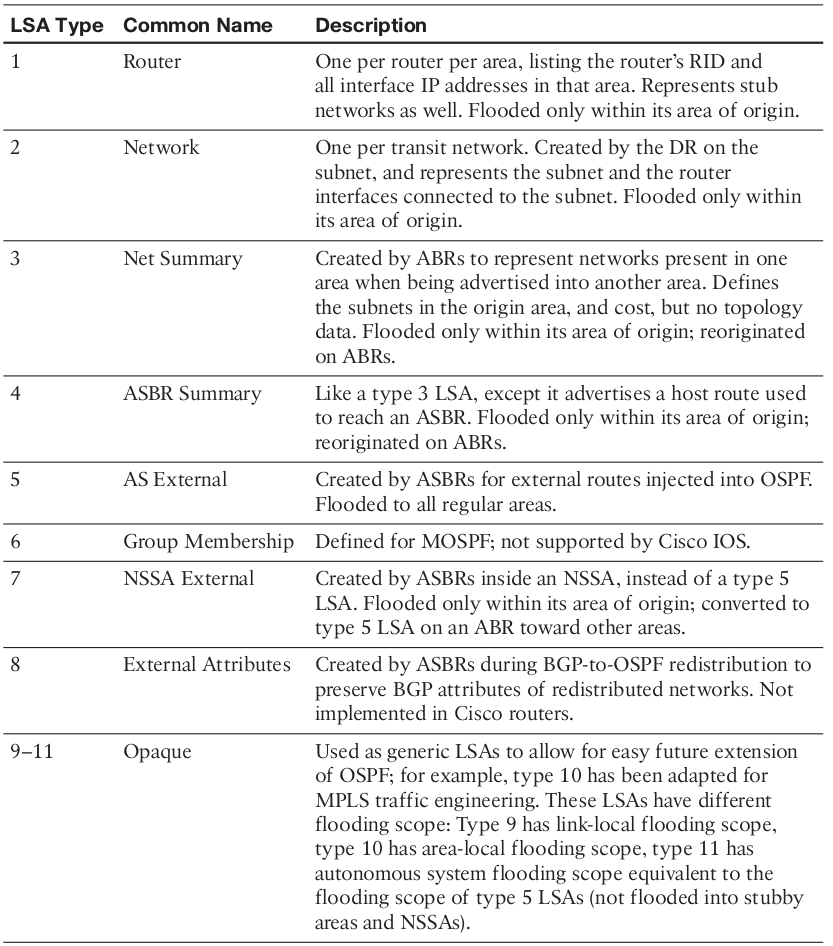 LSA Type Common Name Description
1 Router One per router per area, listing the router’s RID and
all interface IP addresses in that area. Represents stub
networks as well. Flooded only within its area of origin.
2 Network One per transit network. Created by the DR on the
subnet, and represents the subnet and the router
interfaces connected to the subnet. Flooded only within
its area of origin.
3 Net Summary Created by ABRs to represent networks present in one
area when being advertised into another area. Defines
the subnets in the origin area, and cost, but no topology
data. Flooded only within its area of origin; reoriginated
on ABRs.
4 ASBR Summary Like a type 3 LSA, except it advertises a host route used
to reach an ASBR. Flooded only within its area of origin;
reoriginated on ABRs.
5 AS External Created by ASBRs for external routes injected into OSPF.
Flooded to all regular areas.
6 Group Membership Defined for MOSPF; not supported by Cisco IOS.
7 NSSA External Created by ASBRs inside an NSSA, instead of a type 5
LSA. Flooded only within its area of origin; converted to
type 5 LSA on an ABR toward other areas.
8 External Attributes Created by ASBRs during BGP-to-OSPF redistribution to
preserve BGP attributes of redistributed networks. Not
implemented in Cisco routers.
9–11 Opaque Used as generic LSAs to allow for easy future extension
of OSPF; for example, type 10 has been adapted for
MPLS traffic engineering. These LSAs have different
flooding scope: Type 9 has link-local flooding scope,
type 10 has area-local flooding scope, type 11 has
autonomous system flooding scope equivalent to the
flooding scope of type 5 LSAs (not flooded into stubby
areas and NSSAs).